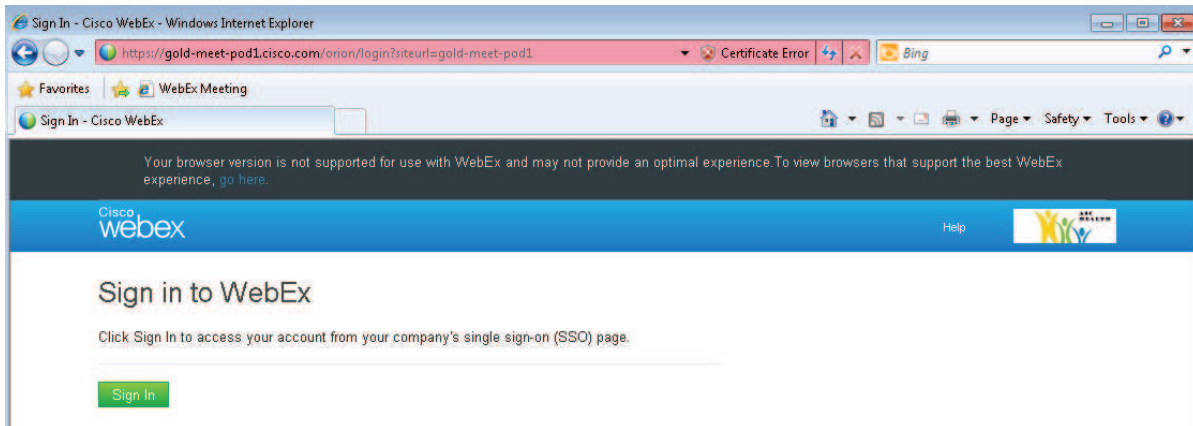 Sign In - Cisco WebEx - Windows Internet Explorer
https://gold-meet-pod1.cisco.com/orion/login?siteurl=gold-meet-pod1 Certificate Error Bing
Favorites WebEx Meeting
Sign In - Cisco WebEx Page Safety Tools
Your browser version is not supported for use with WebEx and may not provide an optimal experience.To view browsers that support the best WebEx
experience, go here.
Cisco
webex
Help
ABC
HEALTH
Sign in to WebEx
Click Sign In to access your account from your company's single sign-on (SSO) page.
Sign In